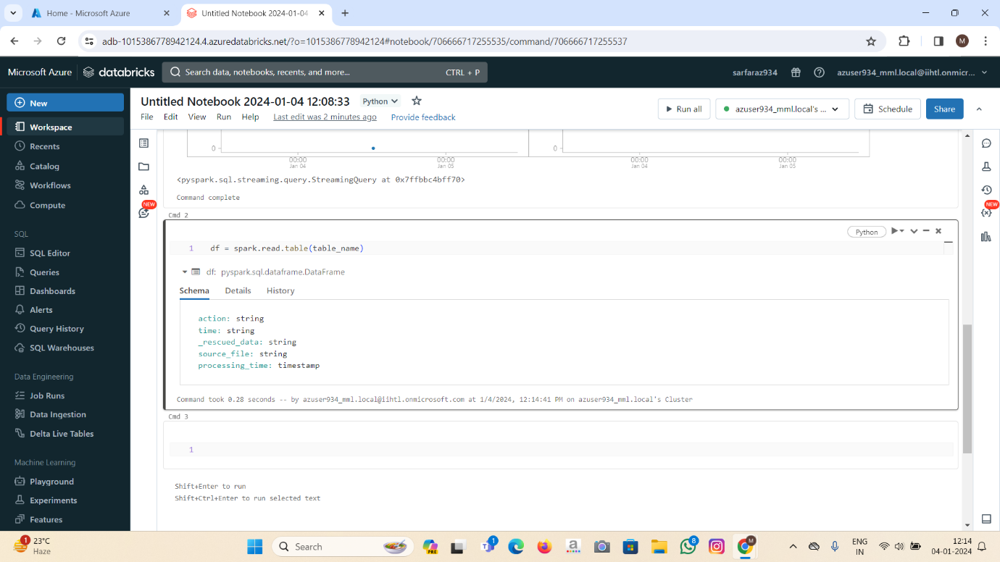 Home - Microsoft Azure
Untitled Notebook 2024-01-04
adb-1015386778942124.4.azuredatabricks.net/?o=1015386778942124#notebook/706666717255535/command/706666717255537
M
Microsoft Azure
databricks
Search data, notebooks, recents, and more...
CTRL + P
sarfaraz934
azuser934_mml.local@iihtl.onmicr...
New
Workspace
Recents
Catalog
Workflows
Compute
SQL
SQL Editor
Queries
Dashboards
Alerts
Query History
SQL Warehouses
Data Engineering
Job Runs
Data Ingestion
Delta Live Tables
Machine Learning
Playground
Experiments
Features
Untitled Notebook 2024-01-04 12:08:33
Python
File Edit View Run Help Last edit was 2 minutes ago Provide feedback
Run all
azuser934_mml.local's ...
Schedule
Share
NEW
NEW
0 0
00:00 00:00 00:00 00:00
Jan 04 Jan 05 Jan 04 Jan 05
<pyspark.sql.streaming.query.StreamingQuery at 0x7ffbbc4bff70>
Command complete
Cmd 2
Python
1 df = spark.read.table(table_name)
df: pyspark.sql.dataframe.DataFrame
Schema Details History
action: string
time: string
_rescued_data: string
source_file: string
processing_time: timestamp
Command took 0.28 seconds -- by azuser934_mml.local@iihtl.onmicrosoft.com at 1/4/2024, 12:14:41 PM on azuser934_mml.local's Cluster
Cmd 3
1
Shift+Enter to run
Shift+Ctrl+Enter to run selected text
1
23°C
Haze
Search
PRE
1
a
8
M
ENG
IN
12:14
04-01-2024